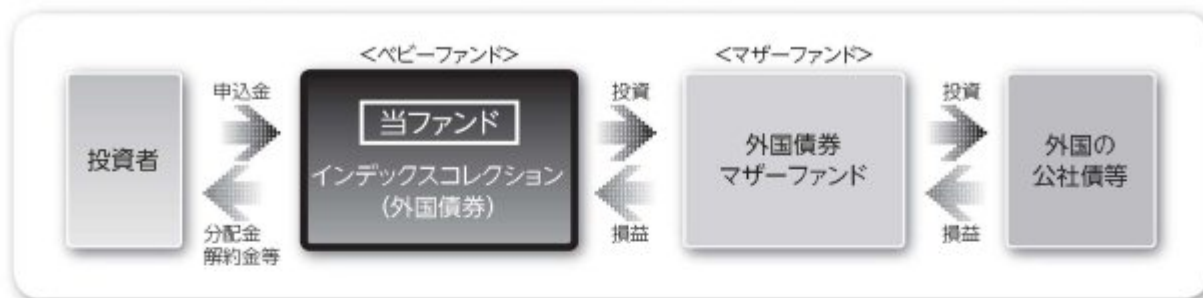 <ベビーファンド>
<マザーファンド>
投資者
申込金
分配金
解約金等
当ファンド
インデックスコレクション
(外国債券)
投資
損益
外国債券
マザーファンド
投資
損益
外国の
公社債等